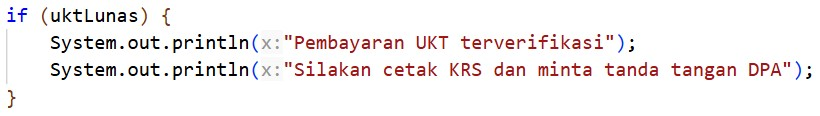 if (uktLunas) {
    System.out.println(x:"Pembayaran UKT terverifikasi");
    System.out.println(x:"Silakan cetak KRS dan minta tanda tangan DPA");
}